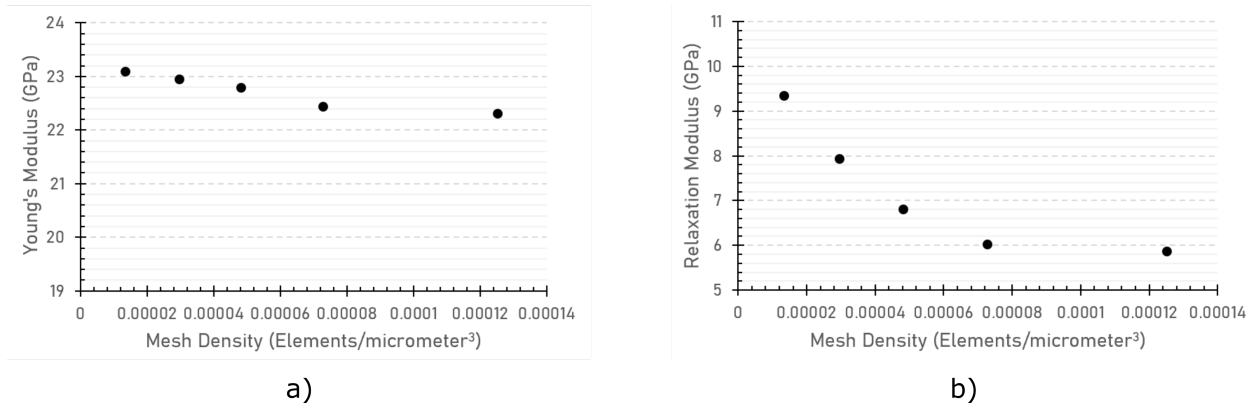 24
23
22
21
20
19
Young's Modulus (GPa)
0 0.00002 0.00004 0.00006 0.00008 0.0001 0.00012 0.00014
Mesh Density (Elements/micrometer³)
a)
11
10
9
8
7
6
5
Relaxation Modulus (GPa)
0 0.00002 0.00004 0.00006 0.00008 0.0001 0.00012 0.00014
Mesh Density (Elements/micrometer³)
b)